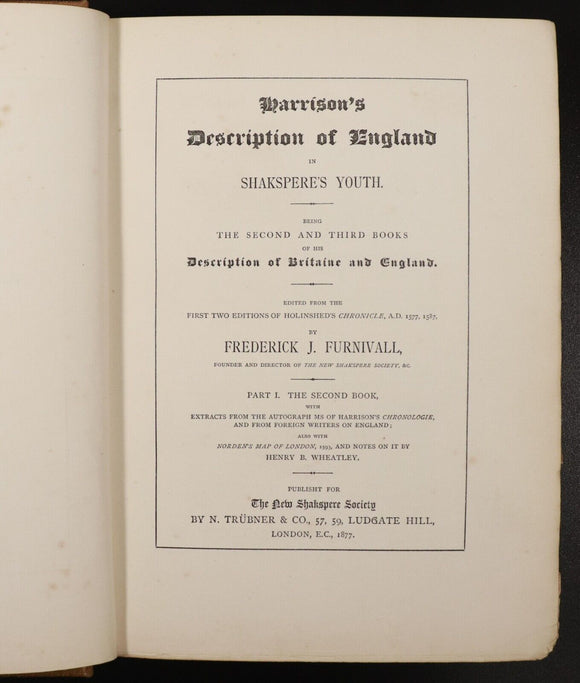 Harrison's
Description of England
IN
SHAKSPERE'S YOUTH.
BEING
THE SECOND AND THIRD BOOKS
OF HIS
Description of Britaine and England.
EDITED FROM THE
FIRST TWO EDITIONS OF HOLINSHED'S CHRONICLE, A.D. 1577, 1587,
BY
FREDERICK J. FURNIVALL,
FOUNDER AND DIRECTOR OF THE NEW SHAKSPERE SOCIETY, &C.
PART I. THE SECOND BOOK,
WITH
EXTRACTS FROM THE AUTOGRAPH MS OF HARRISON'S CHRONOLOGIE,
AND FROM FOREIGN WRITERS ON ENGLAND;
ALSO WITH
NORDEN'S MAP OF LONDON, 1593, AND NOTES ON IT BY
HENRY B. WHEATLEY.
PUBLISHT FOR
The New Shakspere Society
BY N. TRÜBNER & CO., 57, 59, LUDGATE HILL,
LONDON, E.C., 1877.